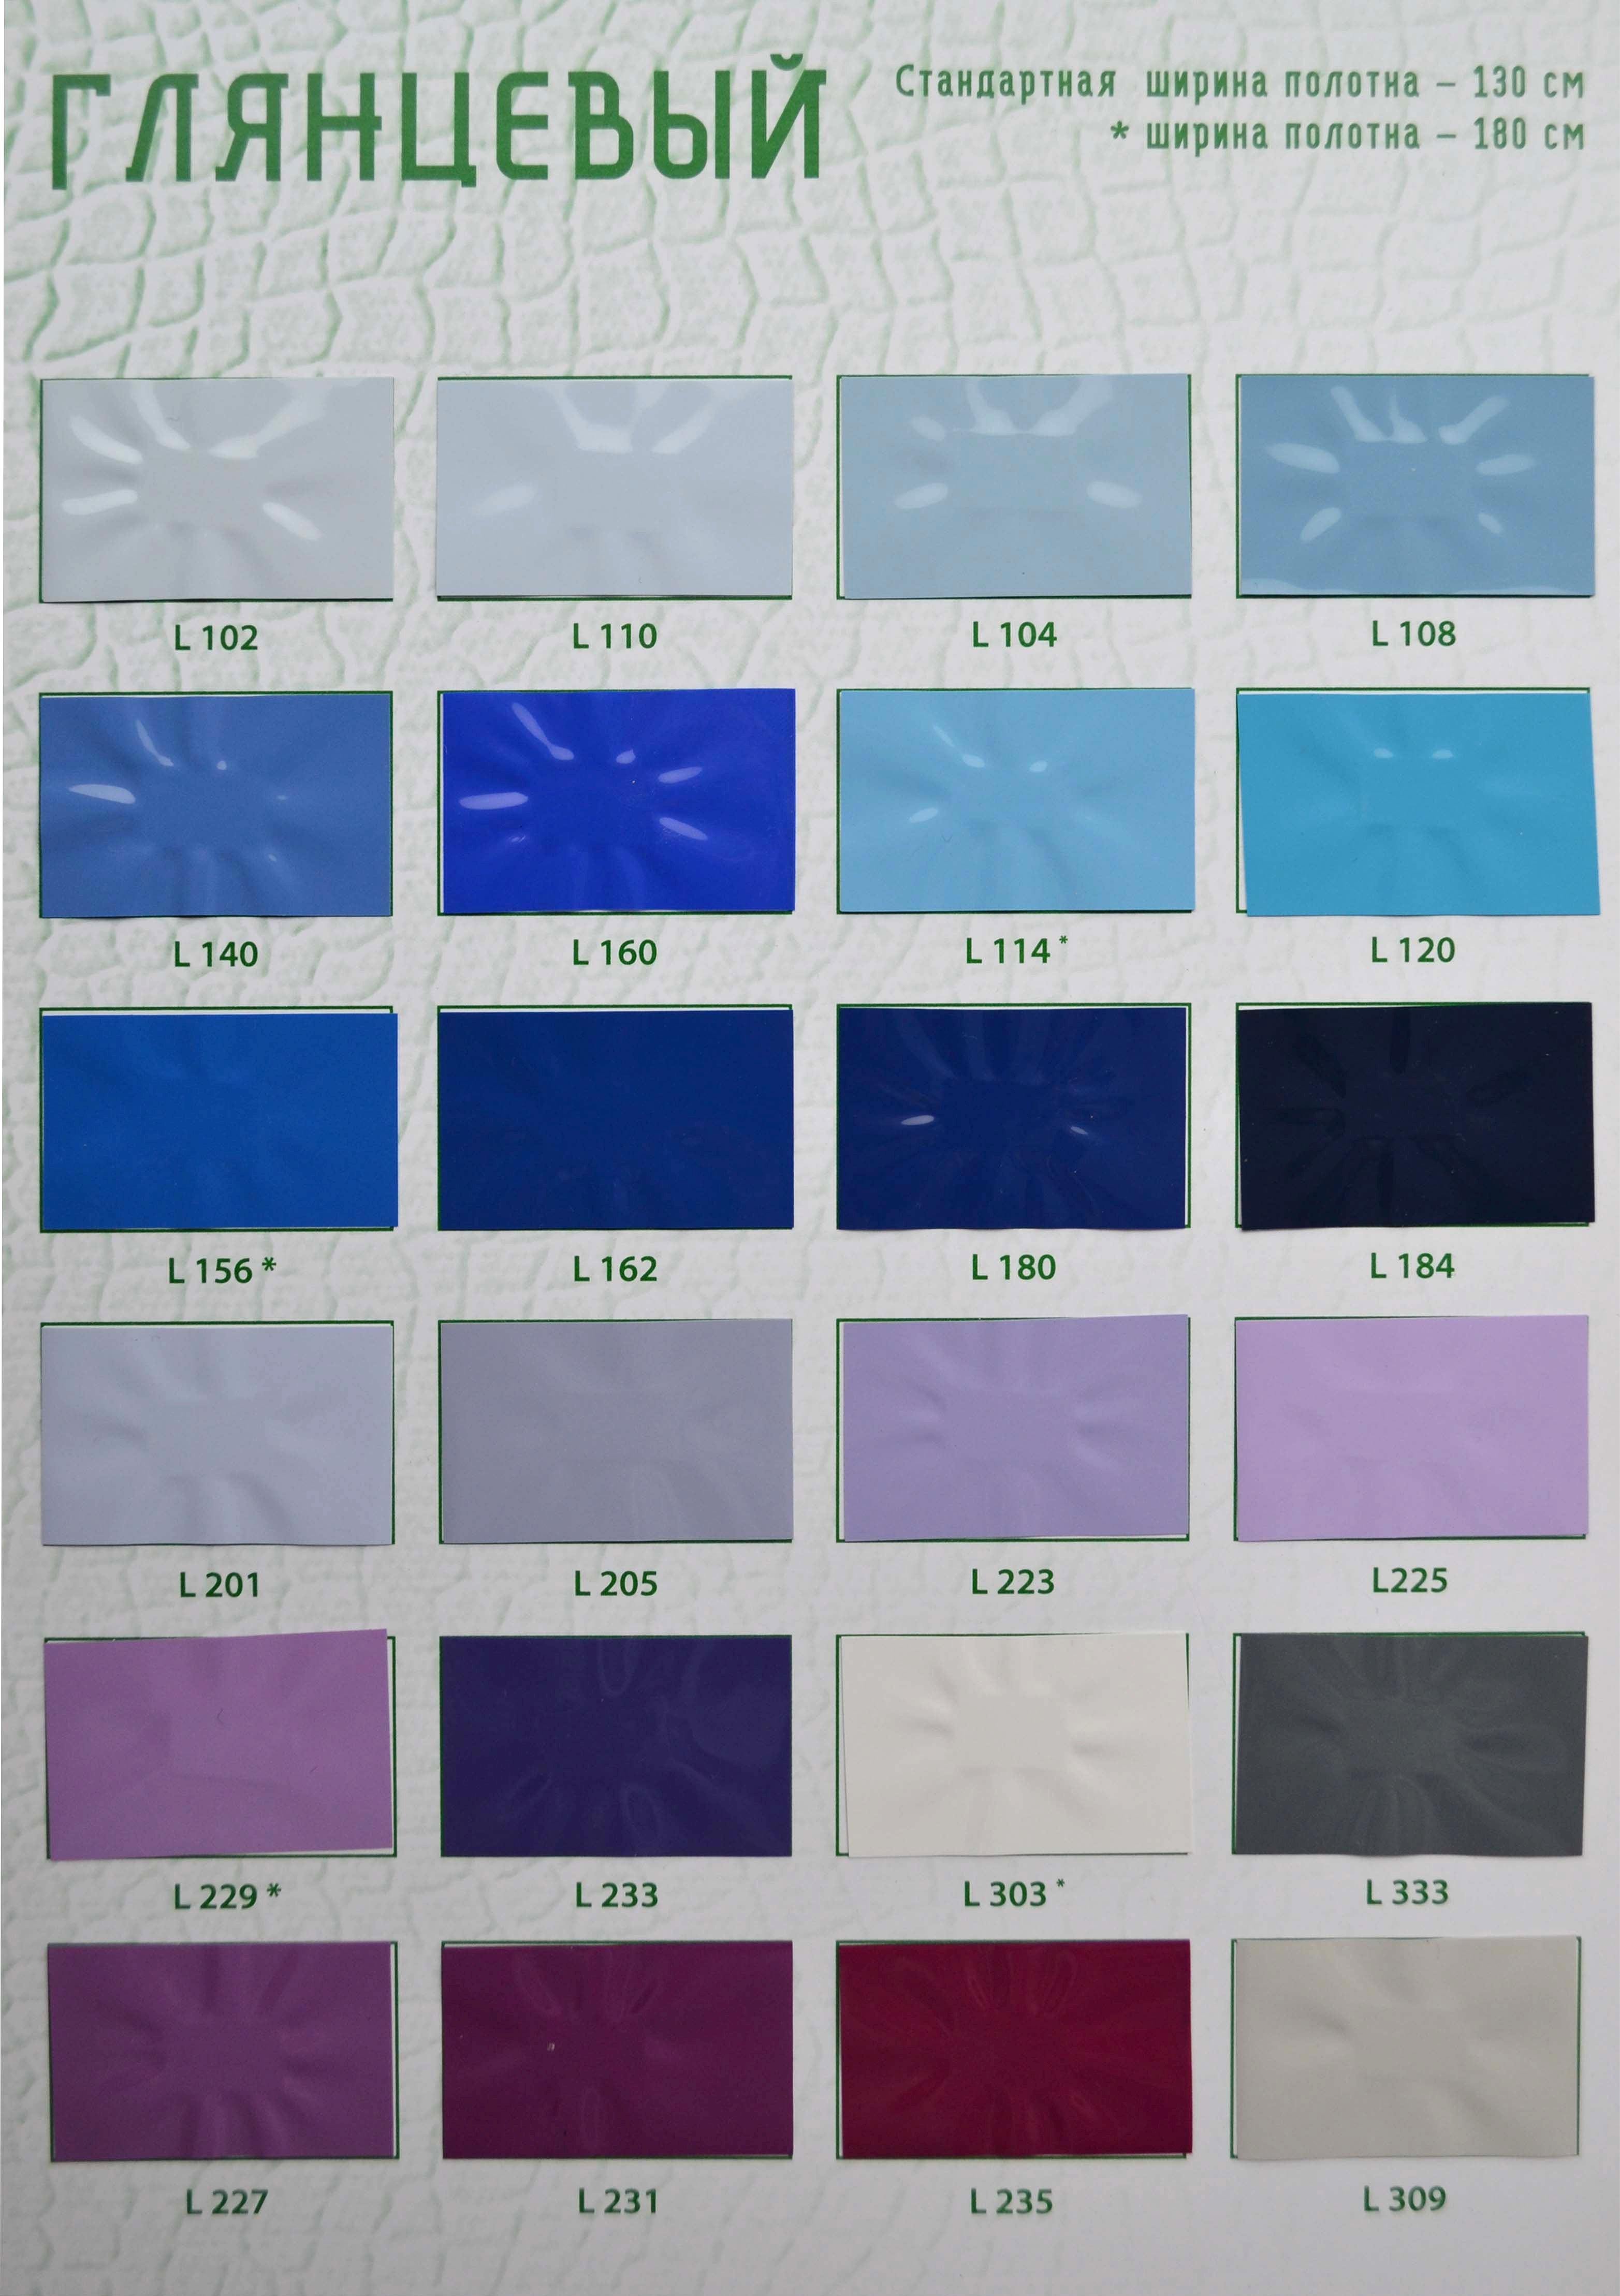 ГЛЯНЦЕВЫЙ
Стандартная ширина полотна – 130 см
* ширина полотна – 180 см
L 102
L 110
L 104
L 108
L 140
L 160
L 114 *
L 120
L 156 *
L 162
L 180
L 184
L 201
L 205
L 223
L225
L 229 *
L 233
L 303 *
L 333
L 227
L 231
L 235
L 309